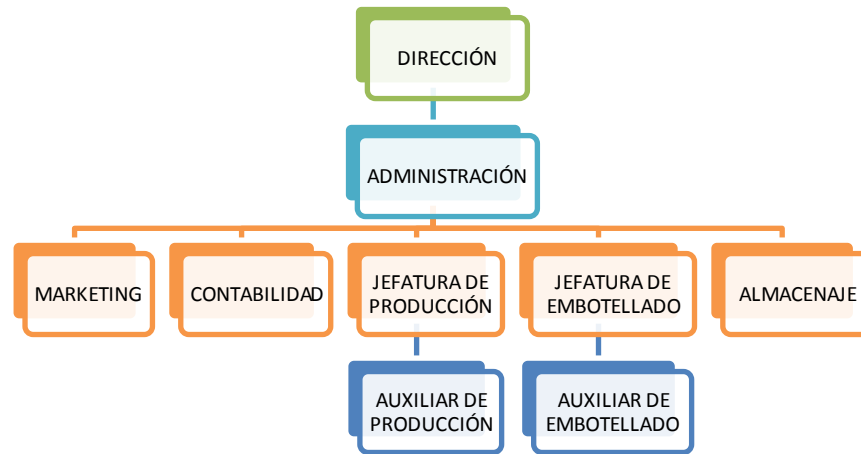 DIRECCIÓN
ADMINISTRACIÓN
MARKETING
CONTABILIDAD
JEFATURA DE
PRODUCCIÓN
JEFATURA DE
EMBOTELLADO
ALMACENAJE
AUXILIAR DE
PRODUCCIÓN
AUXILIAR DE
EMBOTELLADO